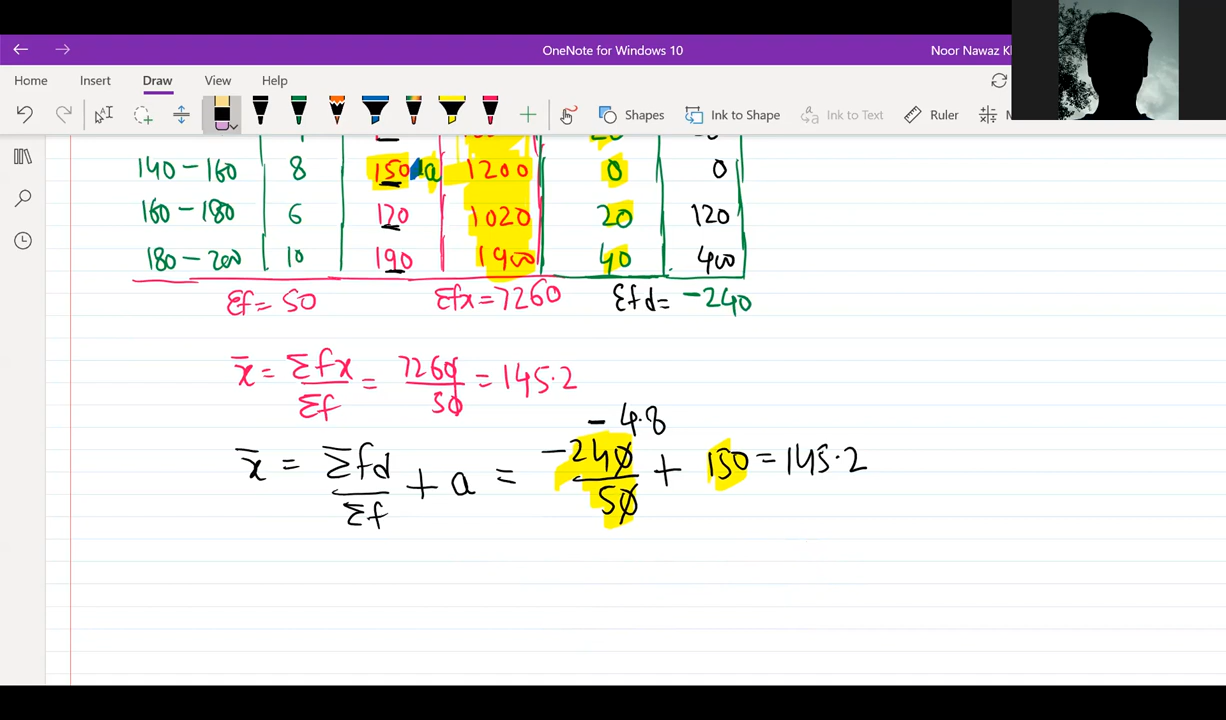 OneNote for Windows 10
Noor Nawaz K
Home Insert Draw View Help
Shapes Ink to Shape Ink to Text Ruler M
140-160 8 150 a 1200 0 0
160-180 6 170 1020 20 120
180-200 10 190 1900 40 400
Σf= 50 Σfx=7260 Σfd= -240
x̄ = Σfx/Σf = 7260/50 = 145.2
-4.8
x̄ = Σfd/Σf + a = -240/50 + 150 = 145.2